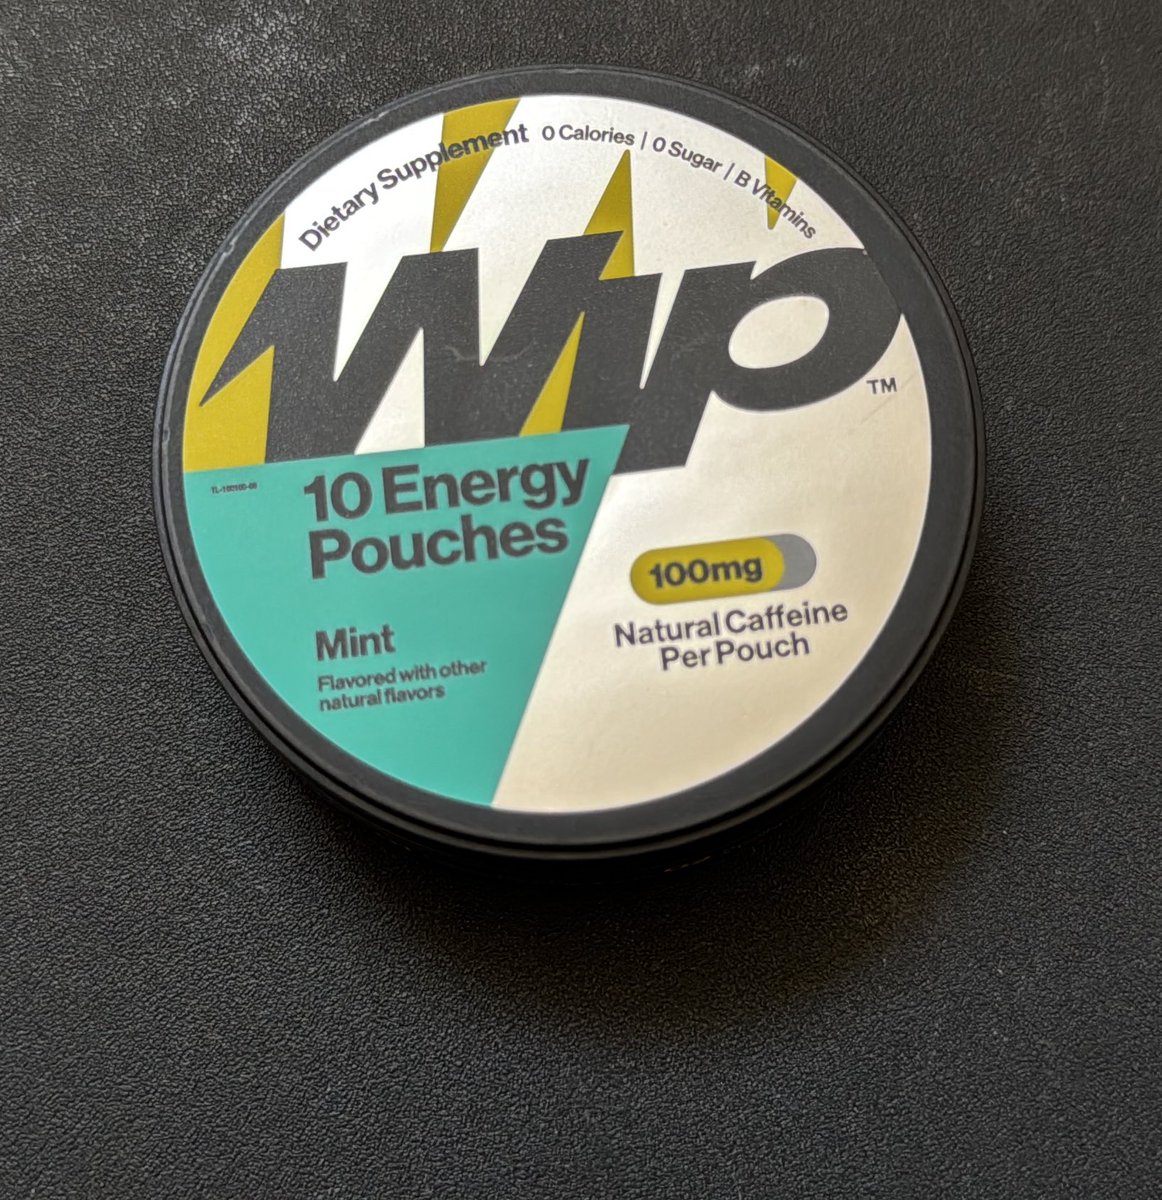 Dietary Supplement 0 Calories | 0 Sugar | B Vitamins
Wip
TM
10 Energy
Pouches
Mint
Flavored with other
natural flavors
100mg
Natural Caffeine
Per Pouch